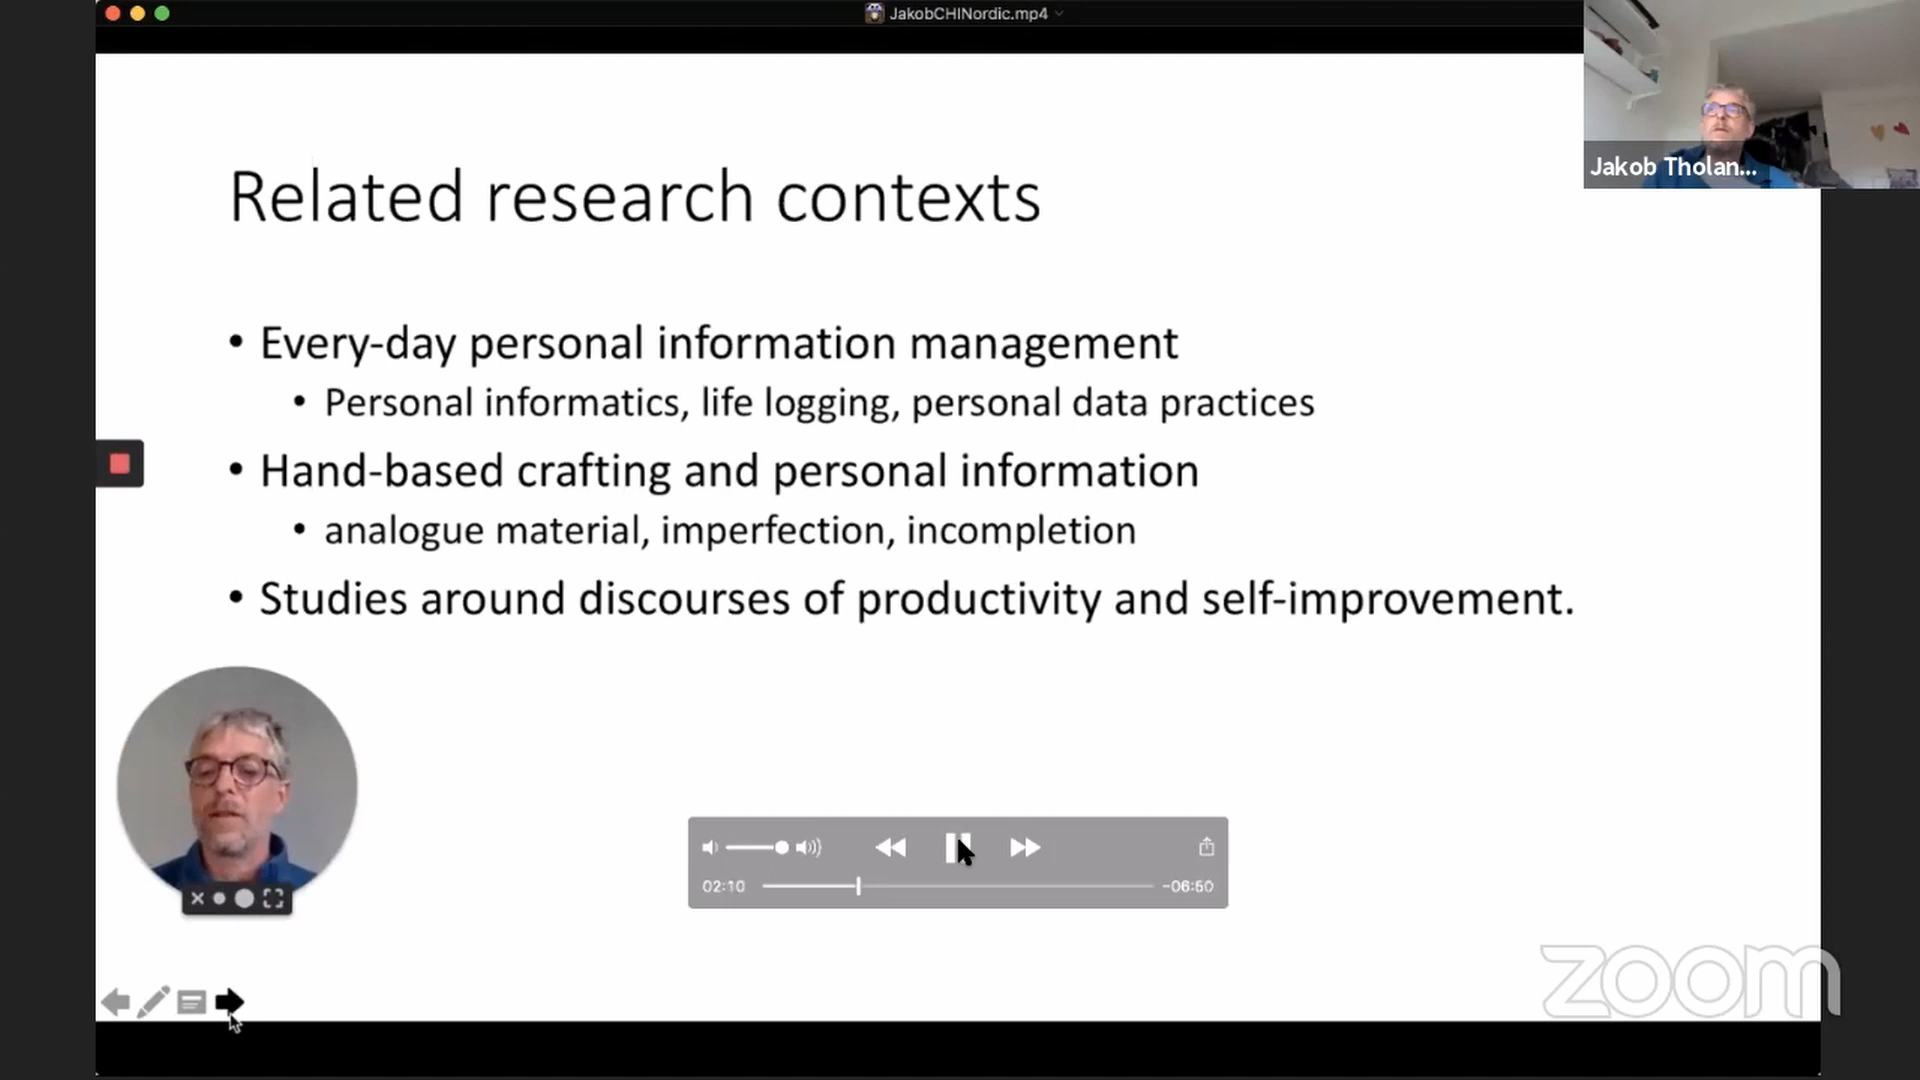 JakobCHINordic.mp4
Jakob Tholan...
Related research contexts
• Every-day personal information management
• Personal informatics, life logging, personal data practices
• Hand-based crafting and personal information
• analogue material, imperfection, incompletion
• Studies around discourses of productivity and self-improvement.
02:10
-06:50
zoom